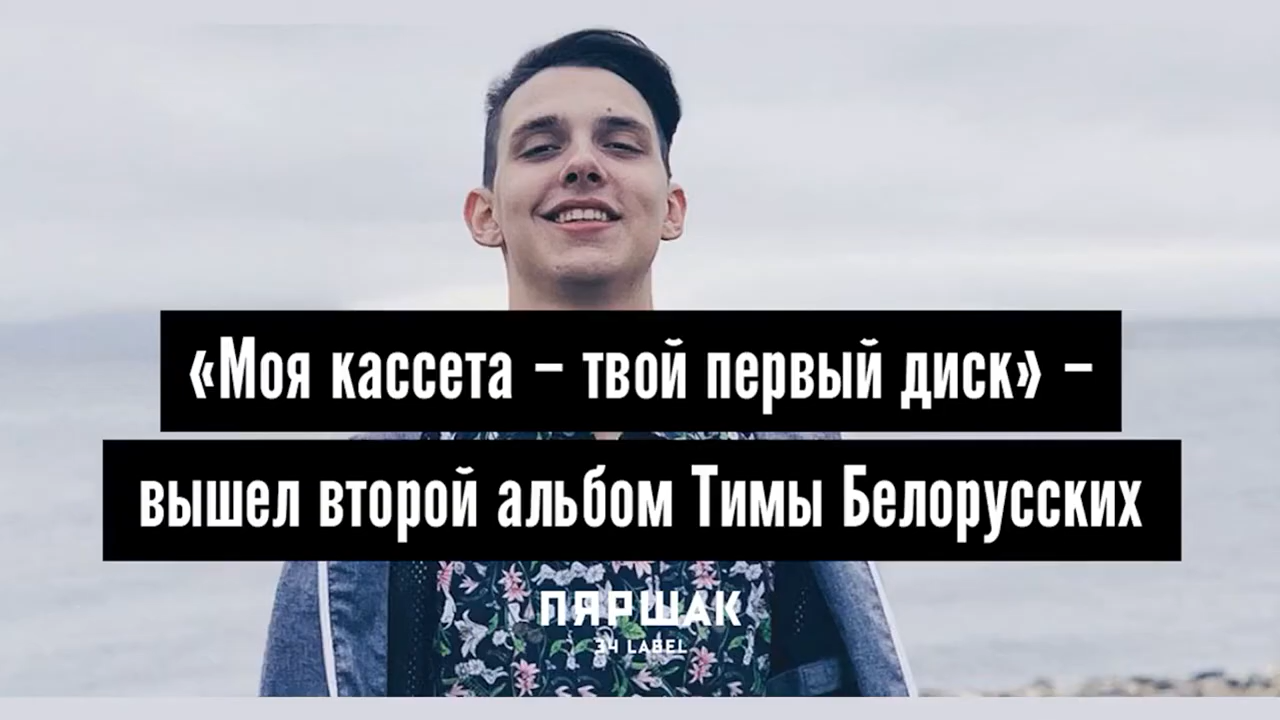 «Моя кассета – твой первый диск» –
вышел второй альбом Тимы Белорусских
ПЯРШАК
34 LABEL